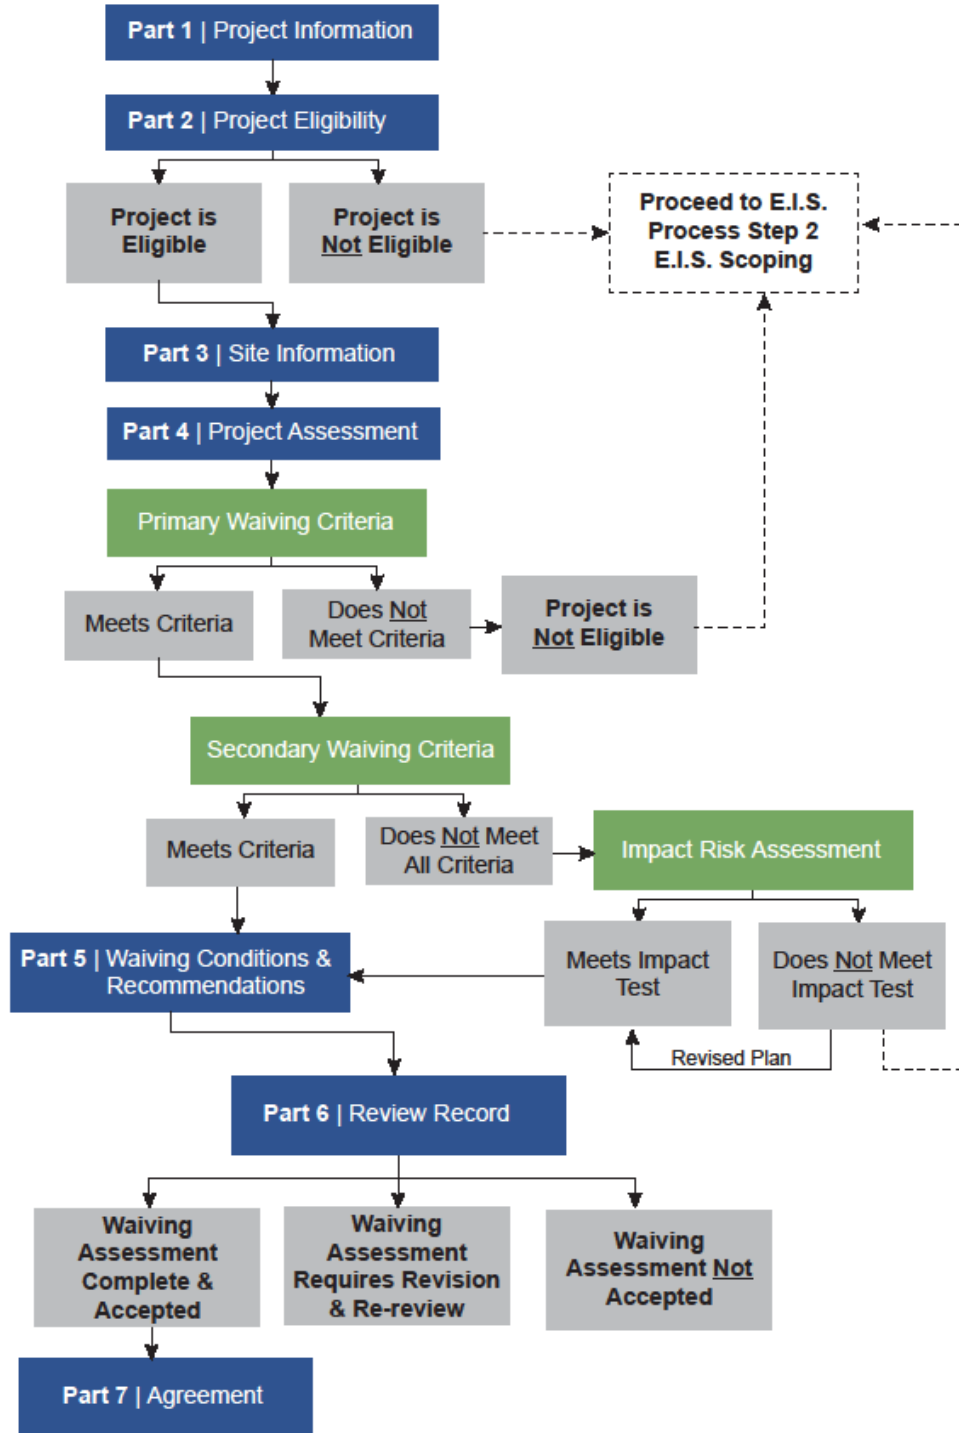 Part 1 | Project Information
Part 2 | Project Eligibility
Project is
Eligible
Project is
Not Eligible
Proceed to E.I.S.
Process Step 2
E.I.S. Scoping
Part 3 | Site Information
Part 4 | Project Assessment
Primary Waiving Criteria
Meets Criteria
Does Not
Meet Criteria
Project is
Not Eligible
Secondary Waiving Criteria
Meets Criteria
Does Not Meet
All Criteria
Impact Risk Assessment
Part 5 | Waiving Conditions &
Recommendations
Meets Impact
Test
Does Not Meet
Impact Test
Revised Plan
Part 6 | Review Record
Waiving
Assessment
Complete &
Accepted
Waiving
Assessment
Requires Revision
& Re-review
Waiving
Assessment Not
Accepted
Part 7 | Agreement